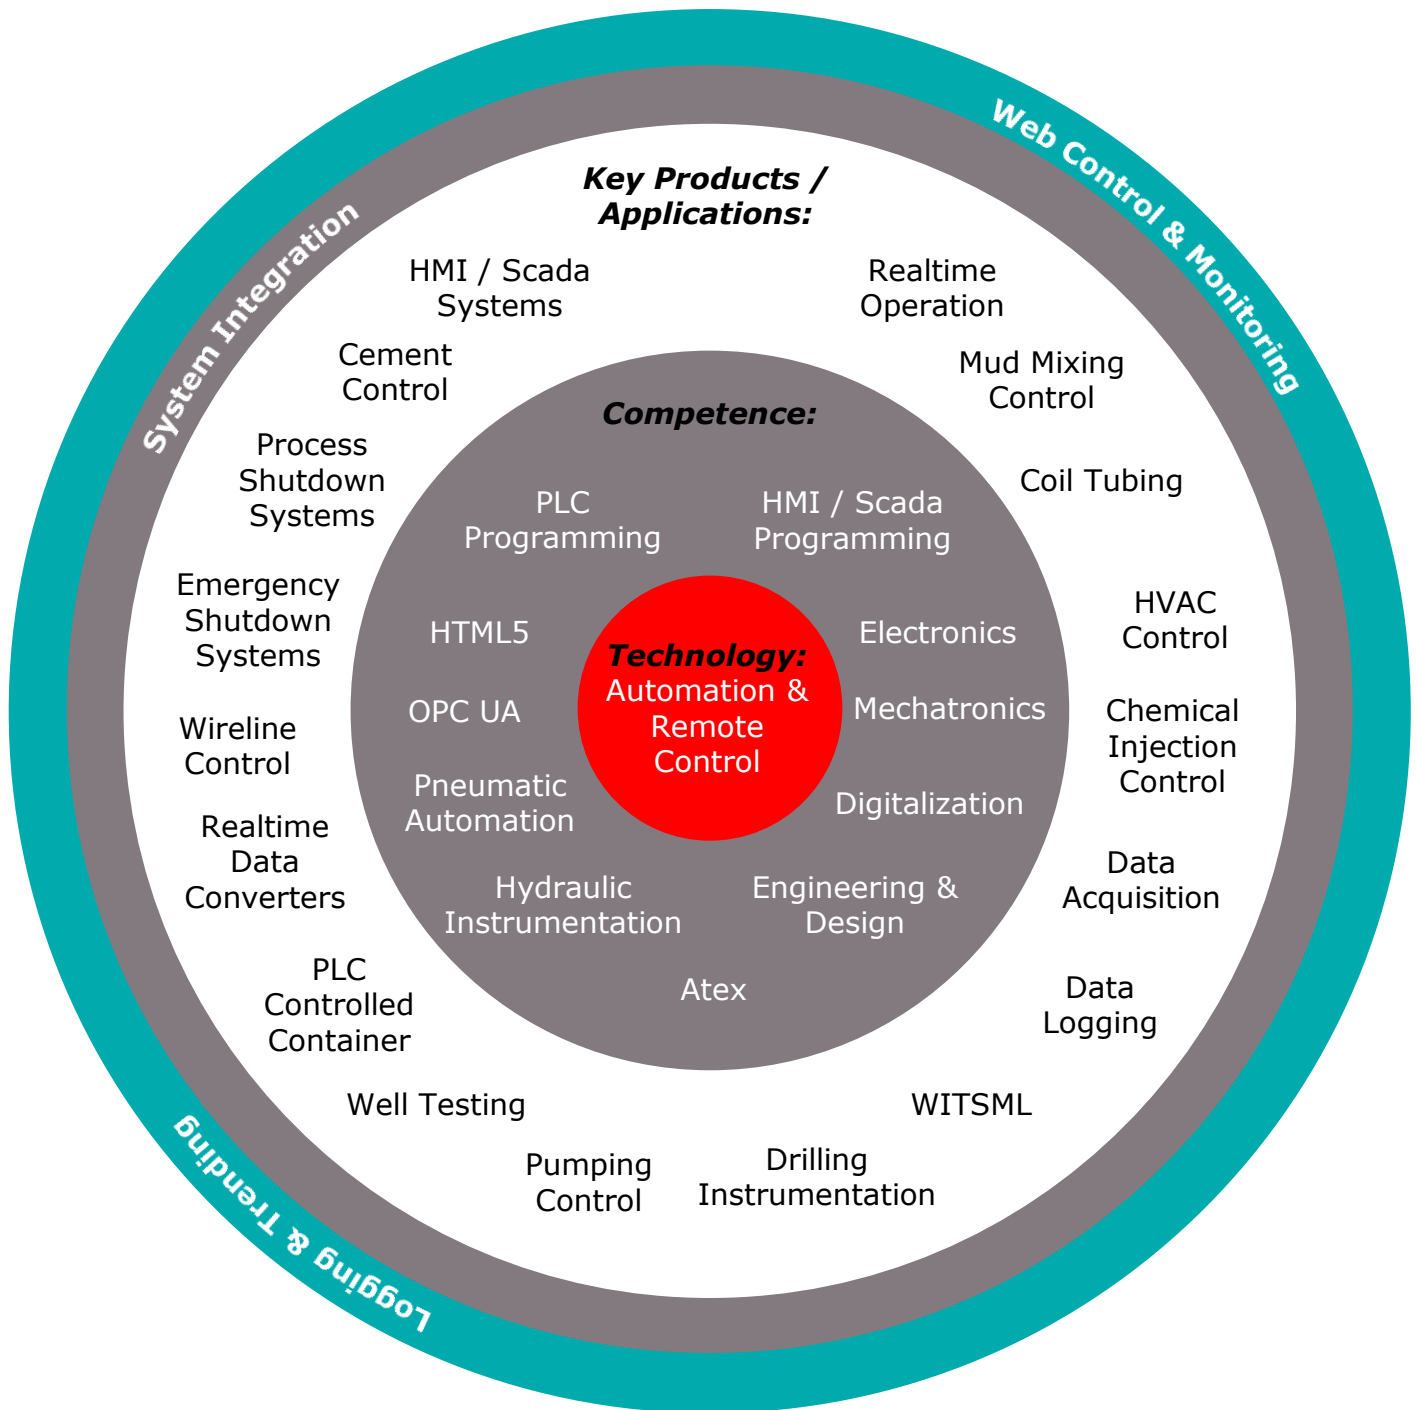 Web Control & Monitoring
System Integration
Logging & Trending
Key Products /
Applications:
HMI / Scada
Systems
Cement
Control
Process
Shutdown
Systems
Emergency
Shutdown
Systems
Wireline
Control
Realtime
Data
Converters
PLC
Controlled
Container
Well Testing
Pumping
Control
Drilling
Instrumentation
WITSML
Data
Logging
Data
Acquisition
Chemical
Injection
Control
HVAC
Control
Coil Tubing
Mud Mixing
Control
Realtime
Operation
Competence:
PLC
Programming
HMI / Scada
Programming
HTML5
Electronics
OPC UA
Mechatronics
Pneumatic
Automation
Digitalization
Hydraulic
Instrumentation
Engineering &
Design
Atex
Technology:
Automation &
Remote
Control